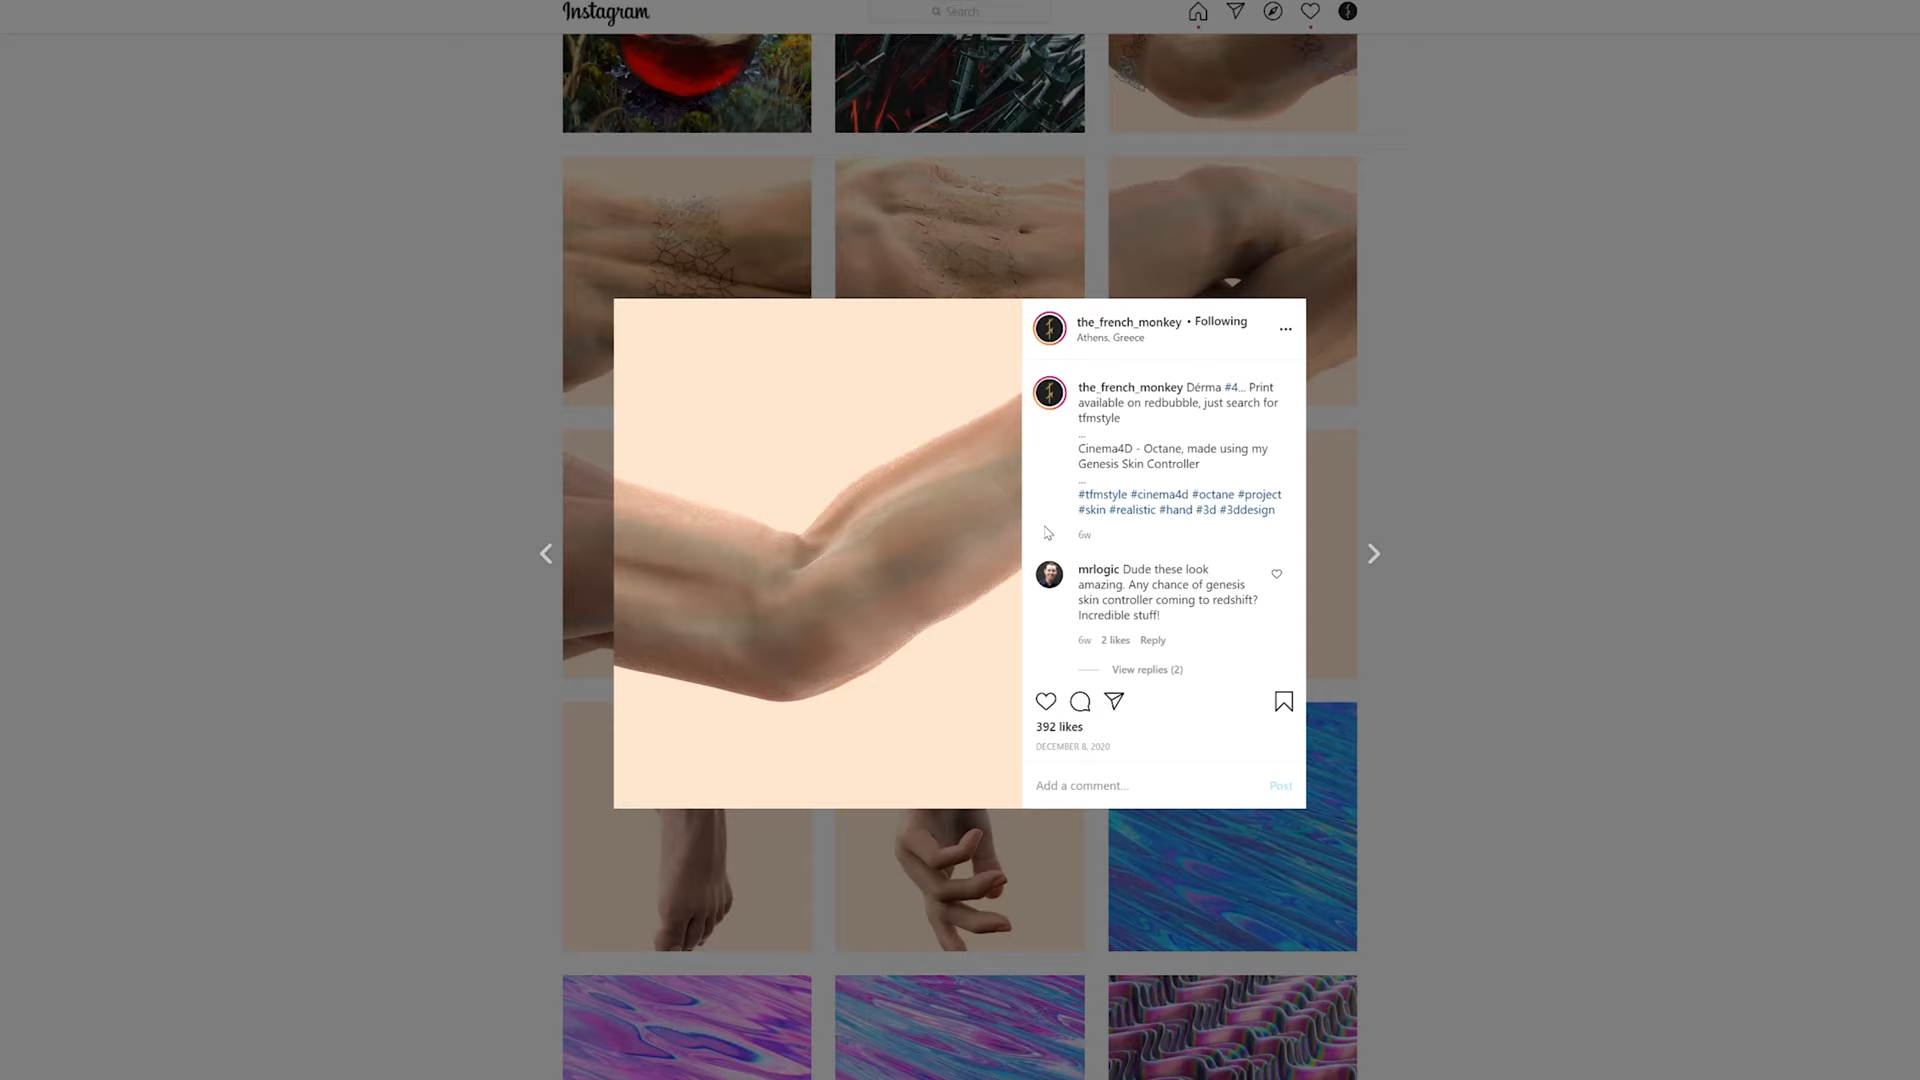 Instagram
Search
the_french_monkey • Following
Athens, Greece
the_french_monkey Dérma #4... Print
available on redbubble, just search for
tfmstyle
...
Cinema4D - Octane, made using my
Genesis Skin Controller
...
#tfmstyle #cinema4d #octane #project
#skin #realistic #hand #3d #3ddesign
6w
mrlogic Dude these look
amazing. Any chance of genesis
skin controller coming to redshift?
Incredible stuff!
6w 2 likes Reply
View replies (2)
392 likes
DECEMBER 8, 2020
Add a comment...
Post